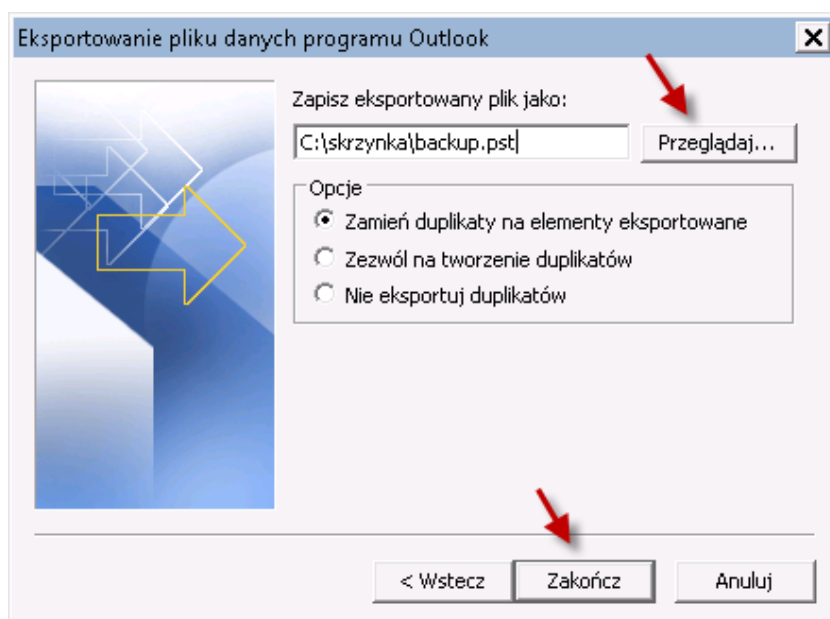 Eksportowanie pliku danych programu Outlook
Zapisz eksportowany plik jako:
C:\skrzynka\backup.pst
Przeglądaj...
Opcje
Zamień duplikaty na elementy eksportowane
Zezwól na tworzenie duplikatów
Nie eksportuj duplikatów
< Wstecz
Zakończ
Anuluj